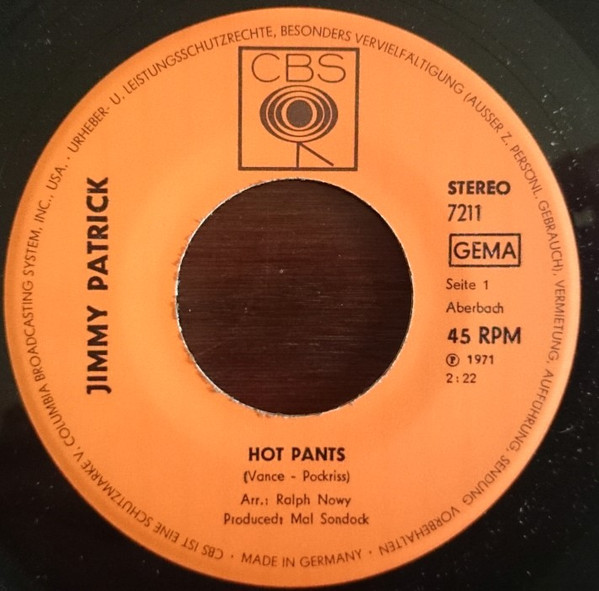 CBS
STEREO
7211
GEMA
Seite 1
Aberbach
45 RPM
Ⓟ 1971
2:22
JIMMY PATRICK
HOT PANTS
(Vance - Pockriss)
Arr.: Ralph Nowy
Produced: Mal Sondock
CBS IST EINE SCHUTZMARKE V. COLUMBIA BROADCASTING SYSTEM, INC., USA. · URHEBER- U. LEISTUNGSSCHUTZRECHTE, BESONDERS VERVIELFÄLTIGUNG (AUSSER Z. PERSÖNL. GEBRAUCH), VERMIETUNG, AUFFÜHRUNG, SENDUNG VORBEHALTEN · MADE IN GERMANY ·